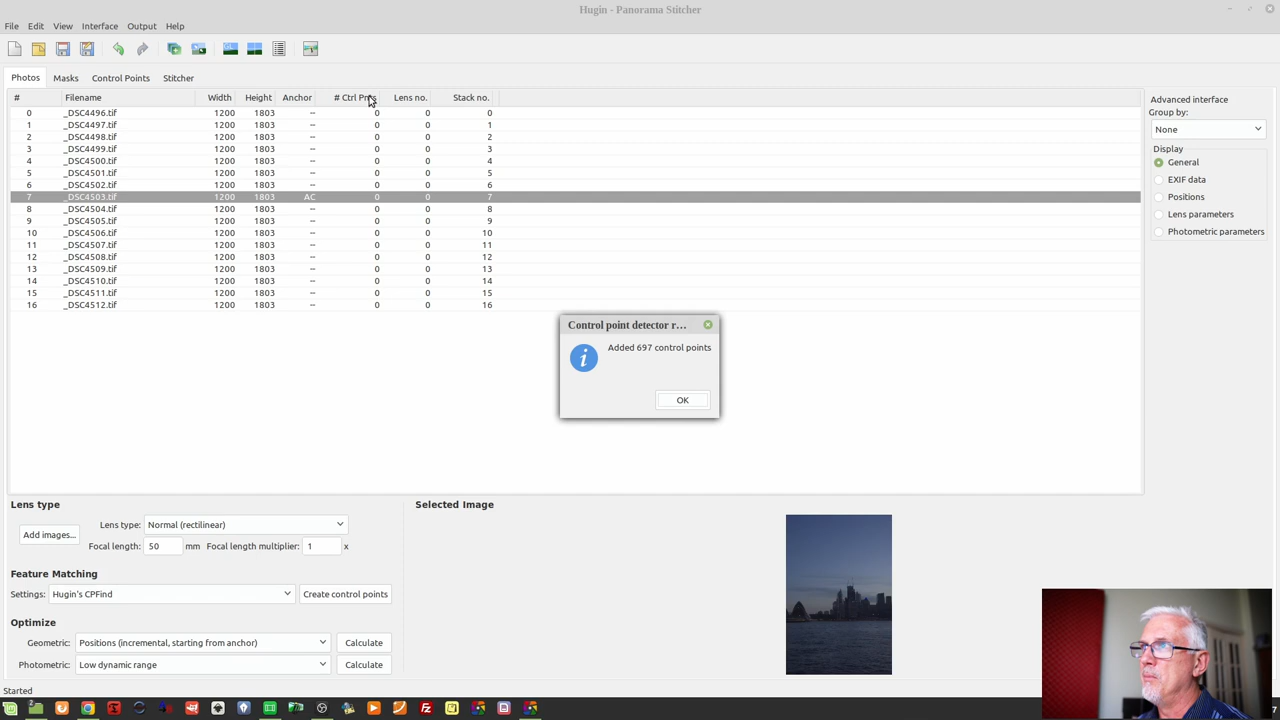 Hugin - Panorama Stitcher
File Edit View Interface Output Help
Photos Masks Control Points Stitcher
# Filename Width Height Anchor # Ctrl Pnts Lens no. Stack no.
0 _DSC4496.tif 1200 1803 -- 0 0 0
1 _DSC4497.tif 1200 1803 -- 0 0 1
2 _DSC4498.tif 1200 1803 -- 0 0 2
3 _DSC4499.tif 1200 1803 -- 0 0 3
4 _DSC4500.tif 1200 1803 -- 0 0 4
5 _DSC4501.tif 1200 1803 -- 0 0 5
6 _DSC4502.tif 1200 1803 -- 0 0 6
7 _DSC4503.tif 1200 1803 AC 0 0 7
8 _DSC4504.tif 1200 1803 -- 0 0 8
9 _DSC4505.tif 1200 1803 -- 0 0 9
10 _DSC4506.tif 1200 1803 -- 0 0 10
11 _DSC4507.tif 1200 1803 -- 0 0 11
12 _DSC4508.tif 1200 1803 -- 0 0 12
13 _DSC4509.tif 1200 1803 -- 0 0 13
14 _DSC4510.tif 1200 1803 -- 0 0 14
15 _DSC4511.tif 1200 1803 -- 0 0 15
16 _DSC4512.tif 1200 1803 -- 0 0 16
Advanced interface
Group by:
None
Display
General
EXIF data
Positions
Lens parameters
Photometric parameters
Control point detector r...
Added 697 control points
OK
Lens type
Add images...
Lens type: Normal (rectilinear)
Focal length: 50 mm Focal length multiplier: 1 x
Feature Matching
Settings: Hugin's CPFind Create control points
Optimize
Geometric: Positions (incremental, starting from anchor) Calculate
Photometric: Low dynamic range Calculate
Selected Image
Started